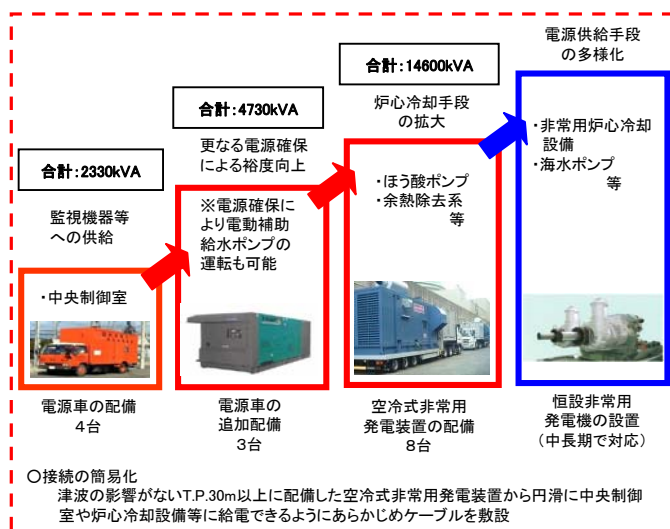 合計:2330kVA
監視機器等
への供給
・中央制御室
電源車の配備
4台
合計:4730kVA
更なる電源確保
による裕度向上
※電源確保に
より電動補助
給水ポンプの
運転も可能
電源車の
追加配備
3台
合計:14600kVA
炉心冷却手段
の拡大
・ほう酸ポンプ
・余熱除去系
等
空冷式非常用
発電装置の配備
8台
電源供給手段
の多様化
・非常用炉心冷却
設備
・海水ポンプ
等
恒設非常用
発電機の設置
(中長期で対応)
○接続の簡易化
津波の影響がないT.P.30m以上に配備した空冷式非常用発電装置から円滑に中央制御
室や炉心冷却設備等に給電できるようにあらかじめケーブルを敷設